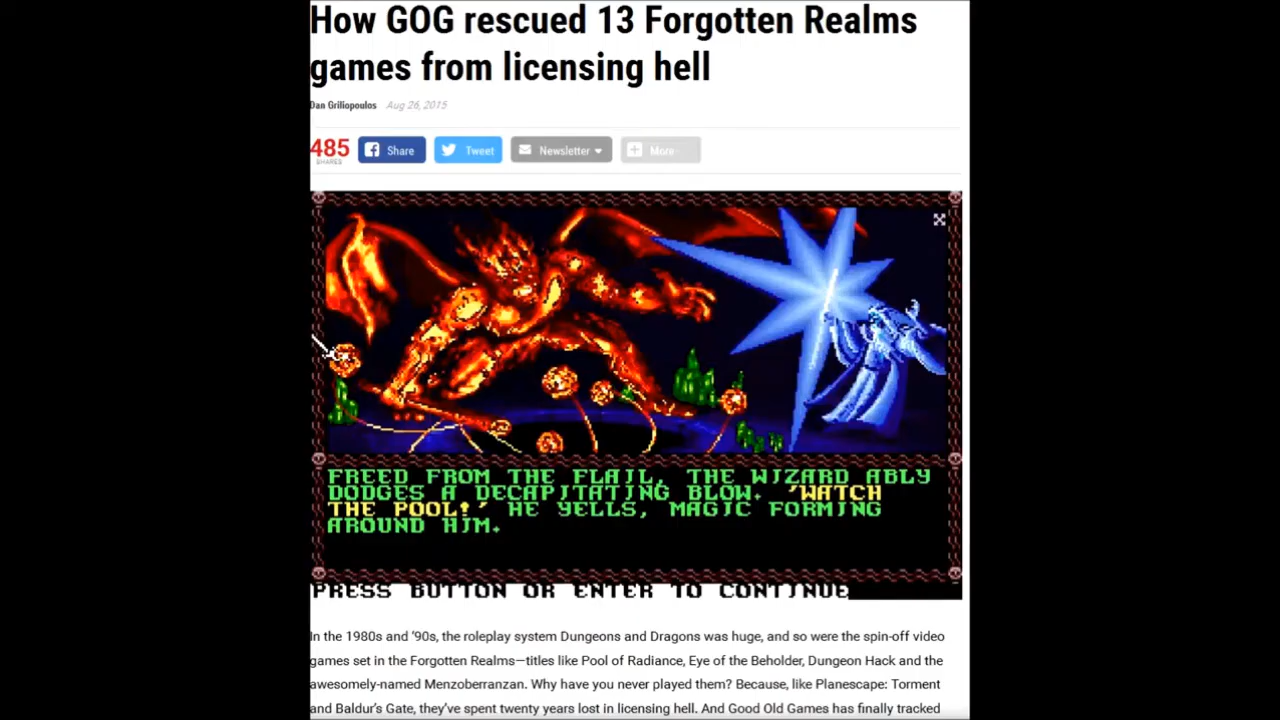 How GOG rescued 13 Forgotten Realms
games from licensing hell
Dan Griliopoulos Aug 26, 2015
485 Share Tweet Newsletter More
SHARES
FREED FROM THE FLAIL, THE WIZARD ABLY
DODGES A DECAPITATING BLOW. 'WATCH
THE POOL!' HE YELLS, MAGIC FORMING
AROUND HIM.
PRESS BUTTON OR ENTER TO CONTINUE
In the 1980s and '90s, the roleplay system Dungeons and Dragons was huge, and so were the spin-off video
games set in the Forgotten Realms—titles like Pool of Radiance, Eye of the Beholder, Dungeon Hack and the
awesomely-named Menzoberranzan. Why have you never played them? Because, like Planescape: Torment
and Baldur's Gate, they've spent twenty years lost in licensing hell. And Good Old Games has finally tracked